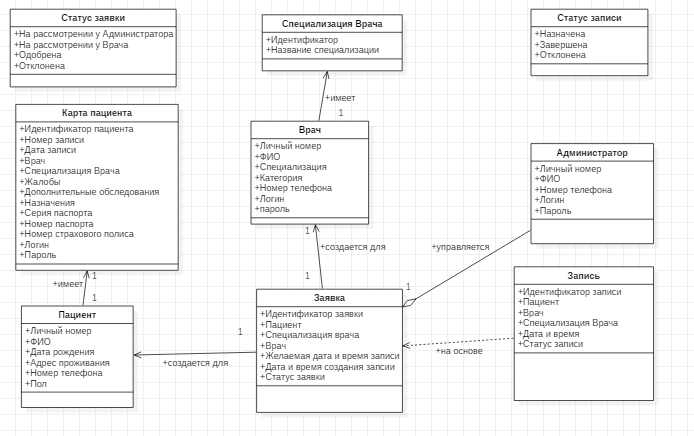 Статус заявки
+На рассмотрении у Администратора
+На рассмотрении у Врача
+Одобрена
+Отклонена
Специализация Врача
+Идентификатор
+Название специализации
Статус записи
+Назначена
+Завершена
+Отклонена
+имеет
1
Карта пациента
+Идентификатор пациента
+Номер записи
+Дата записи
+Врач
+Специализация Врача
+Жалобы
+Дополнительные обследования
+Назначения
+Серия паспорта
+Номер паспорта
+Номер страхового полиса
+Логин
+Пароль
Врач
+Личный номер
+ФИО
+Специализация
+Категория
+Номер телефона
+Логин
+пароль
Администратор
+Личный номер
+ФИО
+Номер телефона
+Логин
+Пароль
1
+создается для
1
+управляется
1
1
+имеет
1
Пациент
+Личный номер
+ФИО
+Дата рождения
+Адрес проживания
+Номер телефона
+Пол
1
+создается для
Заявка
+Идентификатор заявки
+Пациент
+Специализация врача
+Врач
+Желаемая дата и время записи
+Дата и время создания запсии
+Статус заявки
+на основе
Запись
+Идентификатор записи
+Пациент
+Врач
+Специализация Врача
+Дата и время
+Статус записи